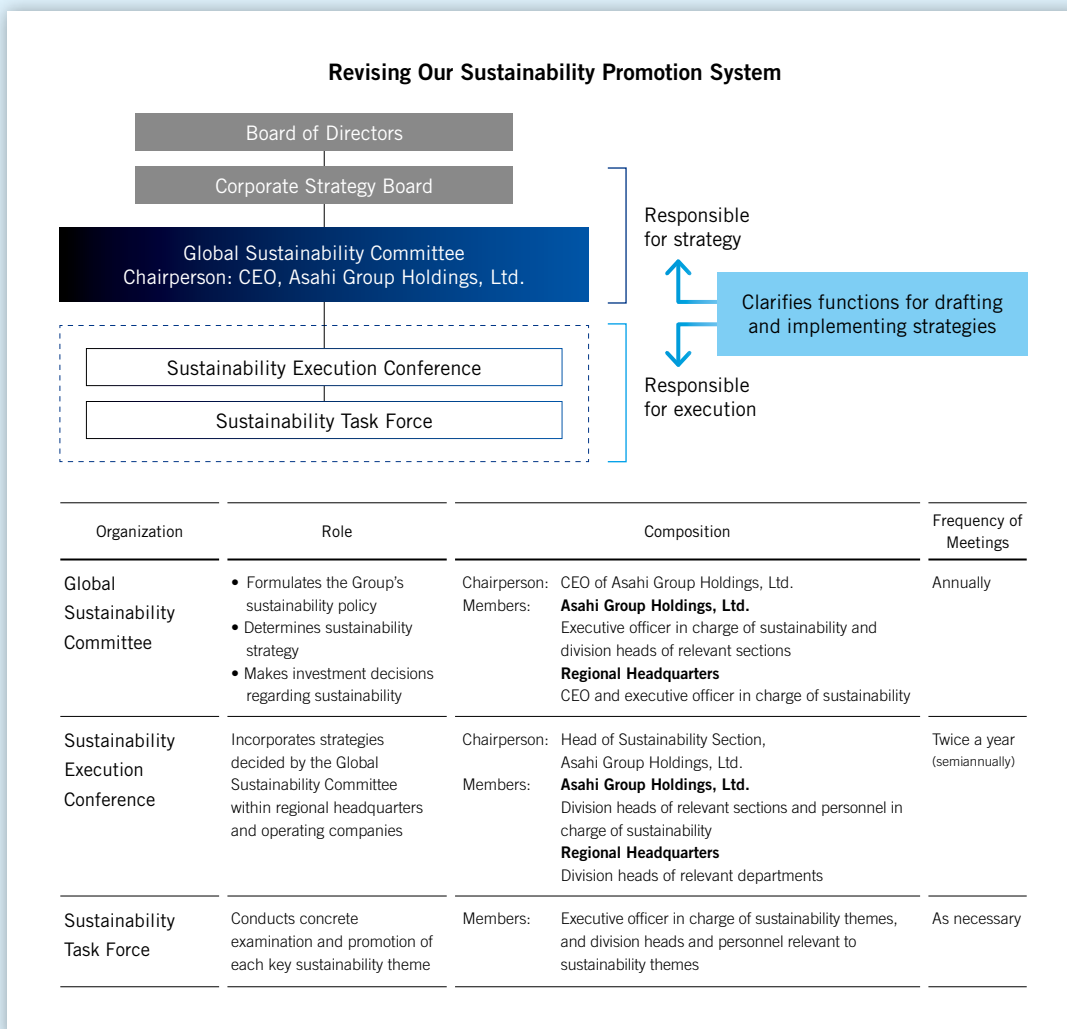 Revising Our Sustainability Promotion System
Board of Directors
Corporate Strategy Board
Global Sustainability Committee
Chairperson: CEO, Asahi Group Holdings, Ltd.
Sustainability Execution Conference
Sustainability Task Force
Responsible
for strategy
Clarifies functions for drafting
and implementing strategies
Responsible
for execution
Organization
Role
Composition
Frequency of
Meetings
Global
Sustainability
Committee
• Formulates the Group's
sustainability policy
• Determines sustainability
strategy
• Makes investment decisions
regarding sustainability
Chairperson: CEO of Asahi Group Holdings, Ltd.
Members: Asahi Group Holdings, Ltd.
Executive officer in charge of sustainability and
division heads of relevant sections
Regional Headquarters
CEO and executive officer in charge of sustainability
Annually
Sustainability
Execution
Conference
Incorporates strategies
decided by the Global
Sustainability Committee
within regional headquarters
and operating companies
Chairperson: Head of Sustainability Section,
Asahi Group Holdings, Ltd.
Members: Asahi Group Holdings, Ltd.
Division heads of relevant sections and personnel in
charge of sustainability
Regional Headquarters
Division heads of relevant departments
Twice a year
(semiannually)
Sustainability
Task Force
Conducts concrete
examination and promotion of
each key sustainability theme
Members: Executive officer in charge of sustainability themes,
and division heads and personnel relevant to
sustainability themes
As necessary